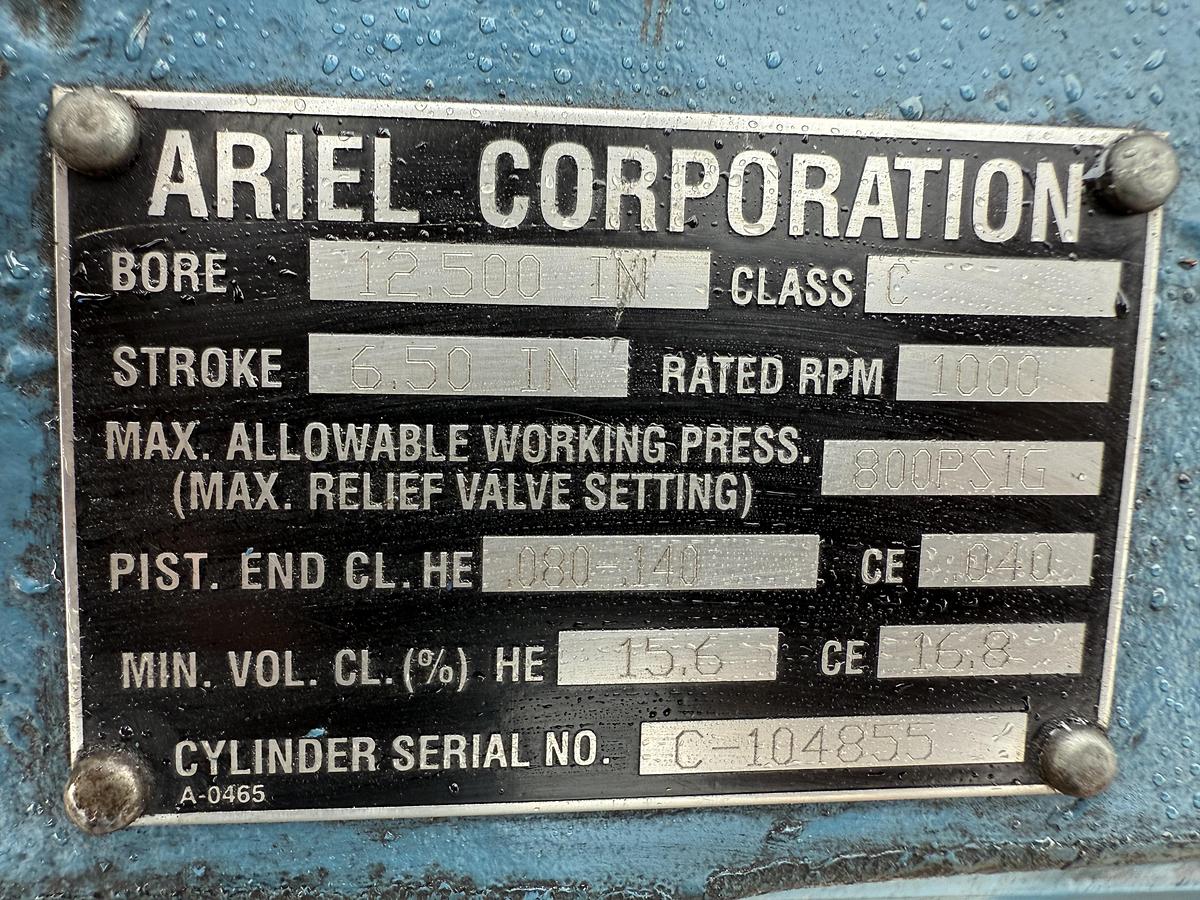 ARIEL CORPORATION
BORE 12.500 IN CLASS C
STROKE 6.50 IN RATED RPM 1000
MAX. ALLOWABLE WORKING PRESS. 800PSIG
(MAX. RELIEF VALVE SETTING)
PIST. END CL. HE .080-.140 CE .040
MIN. VOL. CL.(%) HE 15.6 CE 16.8
CYLINDER SERIAL NO. C-104855
A-0465